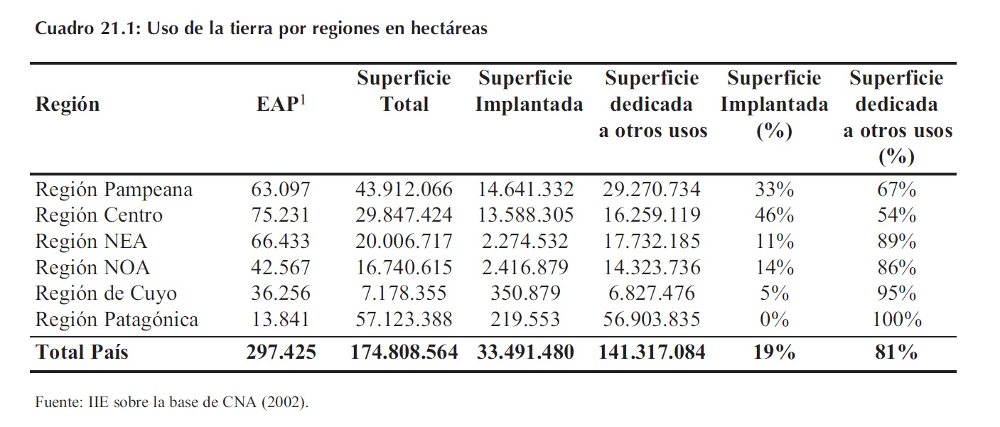 Cuadro 21.1: Uso de la tierra por regiones en hectáreas
Superficie Superficie Superficie Superficie Superficie
Región EAP1 Total Implantada dedicada Implantada dedicada
a otros usos (%) a otros usos
(%)
Región Pampeana 63.097 43.912.066 14.641.332 29.270.734 33% 67%
Región Centro 75.231 29.847.424 13.588.305 16.259.119 46% 54%
Región NEA 66.433 20.006.717 2.274.532 17.732.185 11% 89%
Región NOA 42.567 16.740.615 2.416.879 14.323.736 14% 86%
Región de Cuyo 36.256 7.178.355 350.879 6.827.476 5% 95%
Región Patagónica 13.841 57.123.388 219.553 56.903.835 0% 100%
Total País 297.425 174.808.564 33.491.480 141.317.084 19% 81%
Fuente: IIE sobre la base de CNA (2002).